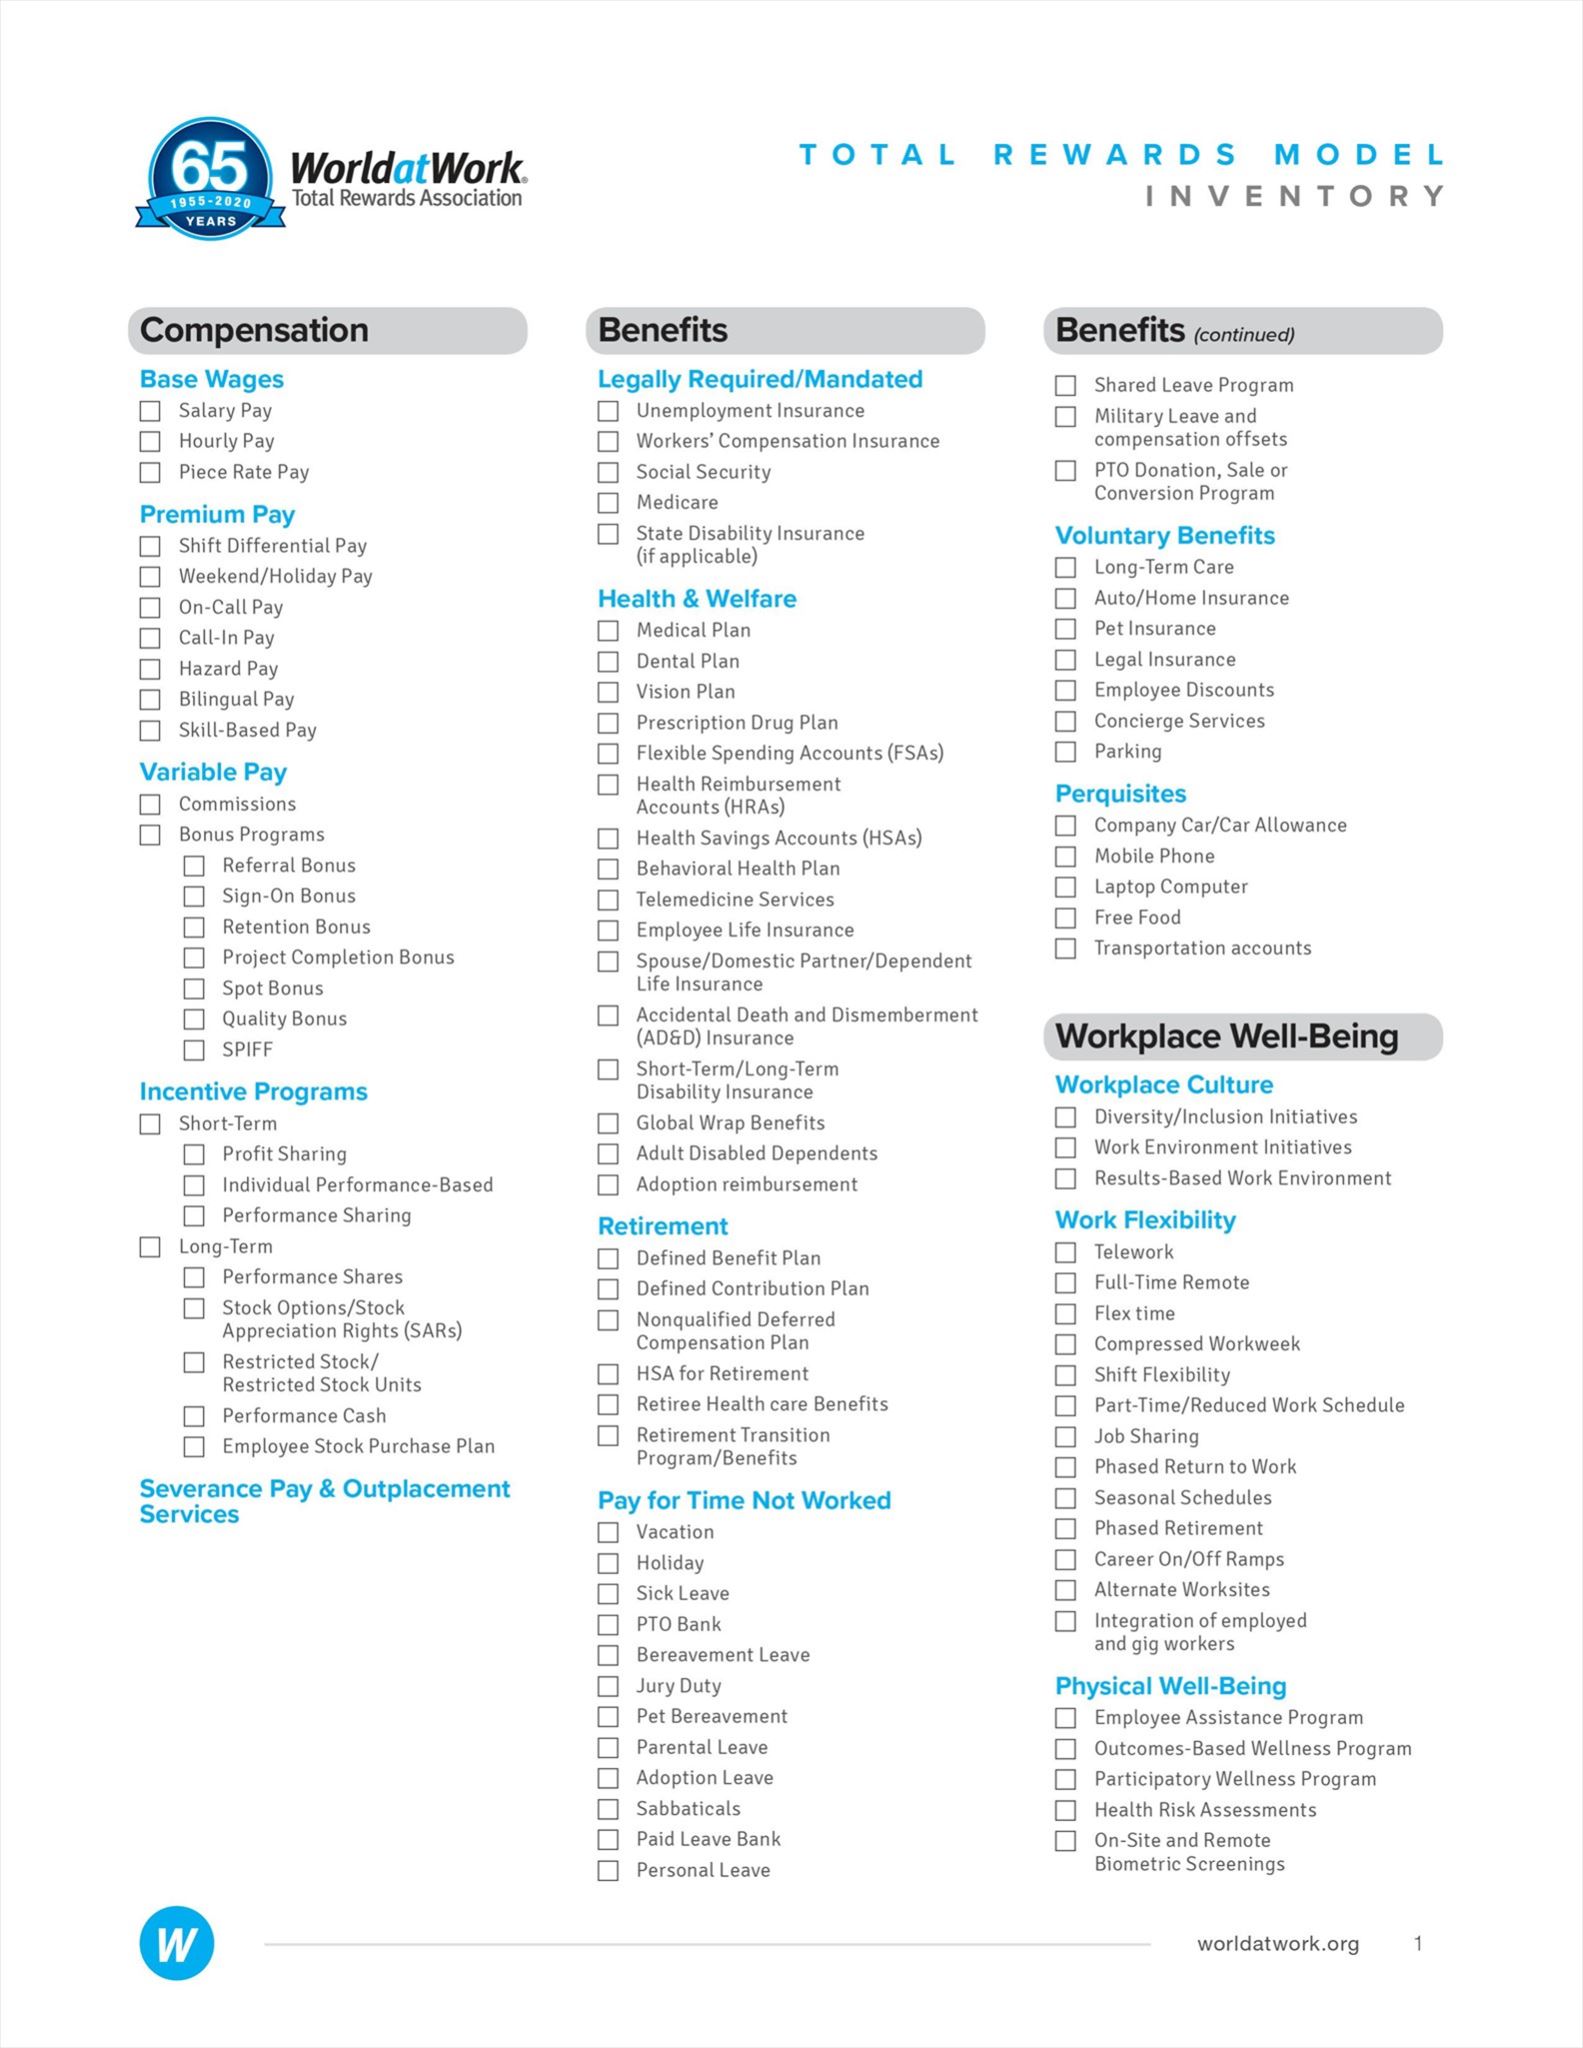 65
1955-2020
YEARS
WorldatWork®
Total Rewards Association
TOTAL REWARDS MODEL
INVENTORY
Compensation
Base Wages
Salary Pay
Hourly Pay
Piece Rate Pay
Premium Pay
Shift Differential Pay
Weekend/Holiday Pay
On-Call Pay
Call-In Pay
Hazard Pay
Bilingual Pay
Skill-Based Pay
Variable Pay
Commissions
Bonus Programs
Referral Bonus
Sign-On Bonus
Retention Bonus
Project Completion Bonus
Spot Bonus
Quality Bonus
SPIFF
Incentive Programs
Short-Term
Profit Sharing
Individual Performance-Based
Performance Sharing
Long-Term
Performance Shares
Stock Options/Stock
Appreciation Rights (SARs)
Restricted Stock/
Restricted Stock Units
Performance Cash
Employee Stock Purchase Plan
Severance Pay & Outplacement
Services
Benefits
Legally Required/Mandated
Unemployment Insurance
Workers' Compensation Insurance
Social Security
Medicare
State Disability Insurance
(if applicable)
Health & Welfare
Medical Plan
Dental Plan
Vision Plan
Prescription Drug Plan
Flexible Spending Accounts (FSAs)
Health Reimbursement
Accounts (HRAs)
Health Savings Accounts (HSAs)
Behavioral Health Plan
Telemedicine Services
Employee Life Insurance
Spouse/Domestic Partner/Dependent
Life Insurance
Accidental Death and Dismemberment
(AD&D) Insurance
Short-Term/Long-Term
Disability Insurance
Global Wrap Benefits
Adult Disabled Dependents
Adoption reimbursement
Retirement
Defined Benefit Plan
Defined Contribution Plan
Nonqualified Deferred
Compensation Plan
HSA for Retirement
Retiree Health care Benefits
Retirement Transition
Program/Benefits
Pay for Time Not Worked
Vacation
Holiday
Sick Leave
PTO Bank
Bereavement Leave
Jury Duty
Pet Bereavement
Parental Leave
Adoption Leave
Sabbaticals
Paid Leave Bank
Personal Leave
Benefits (continued)
Shared Leave Program
Military Leave and
compensation offsets
PTO Donation, Sale or
Conversion Program
Voluntary Benefits
Long-Term Care
Auto/Home Insurance
Pet Insurance
Legal Insurance
Employee Discounts
Concierge Services
Parking
Perquisites
Company Car/Car Allowance
Mobile Phone
Laptop Computer
Free Food
Transportation accounts
Workplace Well-Being
Workplace Culture
Diversity/Inclusion Initiatives
Work Environment Initiatives
Results-Based Work Environment
Work Flexibility
Telework
Full-Time Remote
Flex time
Compressed Workweek
Shift Flexibility
Part-Time/Reduced Work Schedule
Job Sharing
Phased Return to Work
Seasonal Schedules
Phased Retirement
Career On/Off Ramps
Alternate Worksites
Integration of employed
and gig workers
Physical Well-Being
Employee Assistance Program
Outcomes-Based Wellness Program
Participatory Wellness Program
Health Risk Assessments
On-Site and Remote
Biometric Screenings
W
worldatwork.org 1